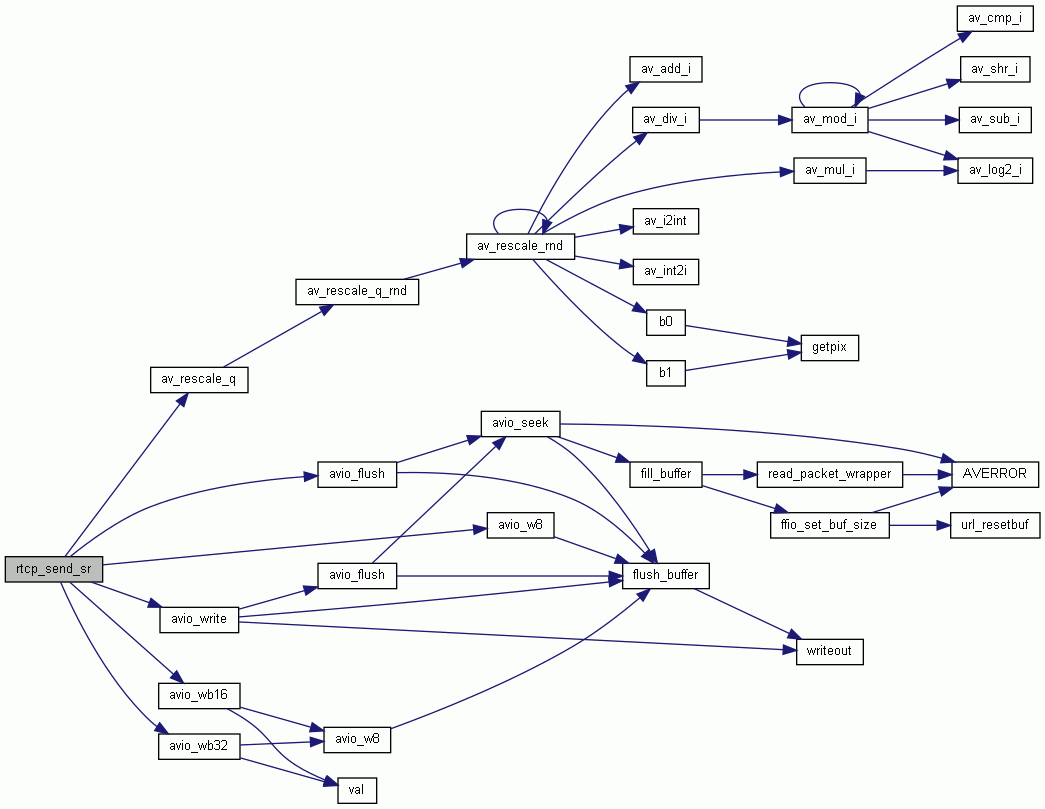 av_cmp_i
av_add_i
av_shr_i
av_div_i
av_mod_i
av_sub_i
av_mul_i
av_log2_i
av_rescale_rnd
av_i2int
av_int2i
av_rescale_q_rnd
b0
getpix
b1
av_rescale_q
avio_seek
avio_flush
fill_buffer
read_packet_wrapper
AVERROR
avio_w8
ffio_set_buf_size
url_resetbuf
rtcp_send_sr
avio_flush
flush_buffer
avio_write
writeout
avio_wb16
avio_w8
avio_wb32
val